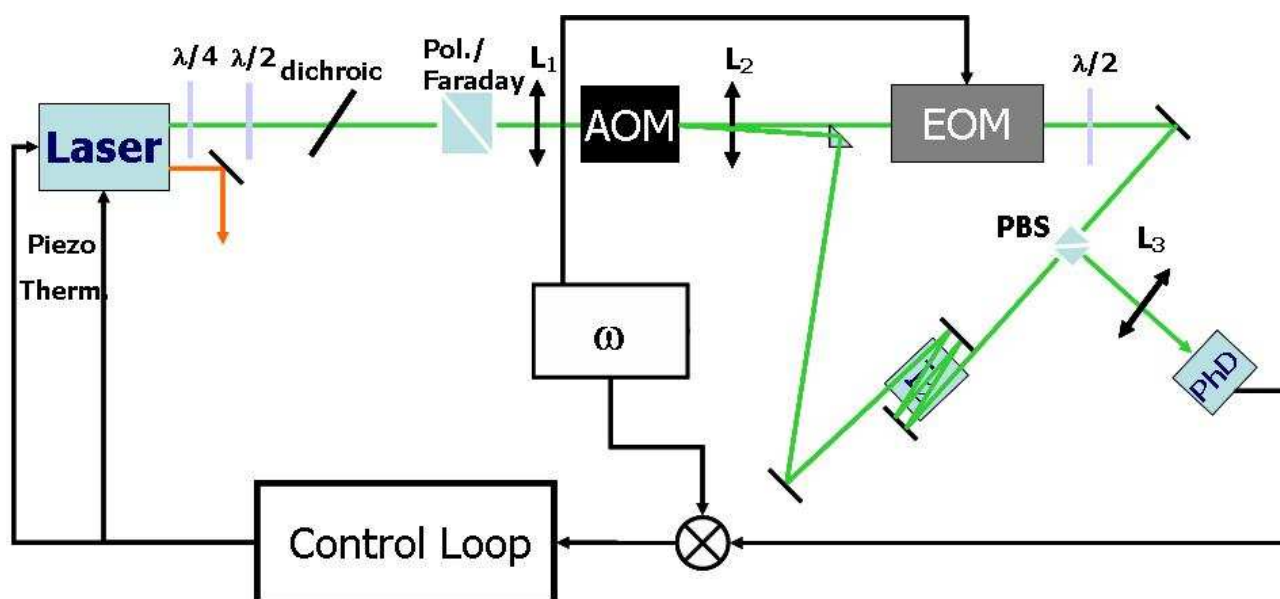 λ/4
λ/2
dichroic
Pol./
Faraday
L₁
AOM
L₂
EOM
λ/2
Laser
Piezo
Therm.
PBS
L₃
PhD
ω
Control Loop